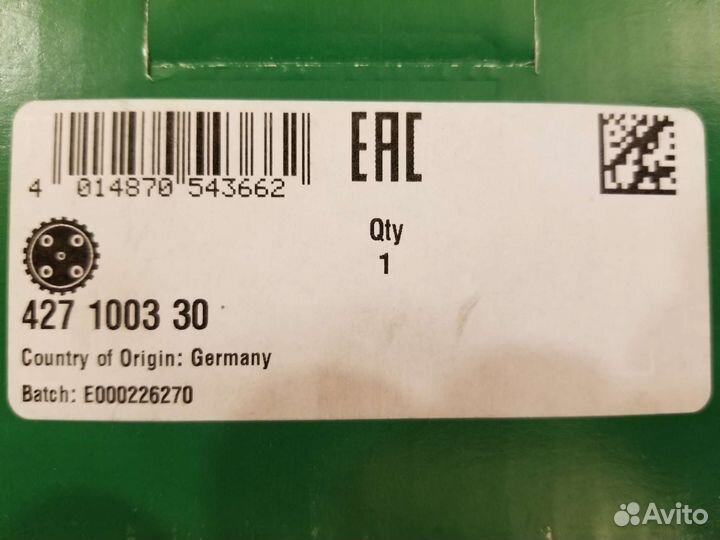 4 014870 543662
EAC
Qty
1
427 1003 30
Country of Origin: Germany
Batch: E000226270
Avito